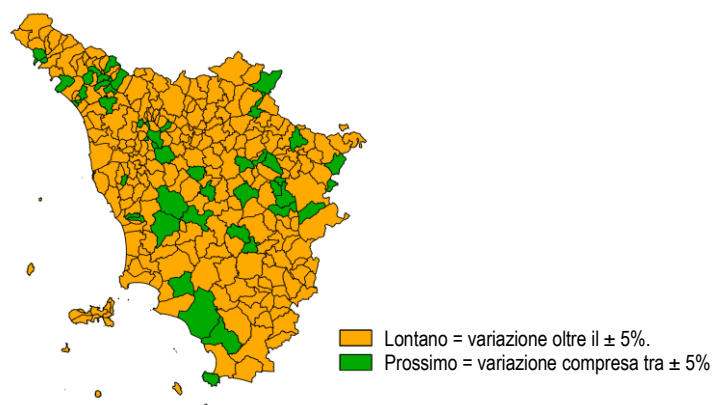 Lontano = variazione oltre il ± 5%.
Prossimo = variazione compresa tra ± 5%